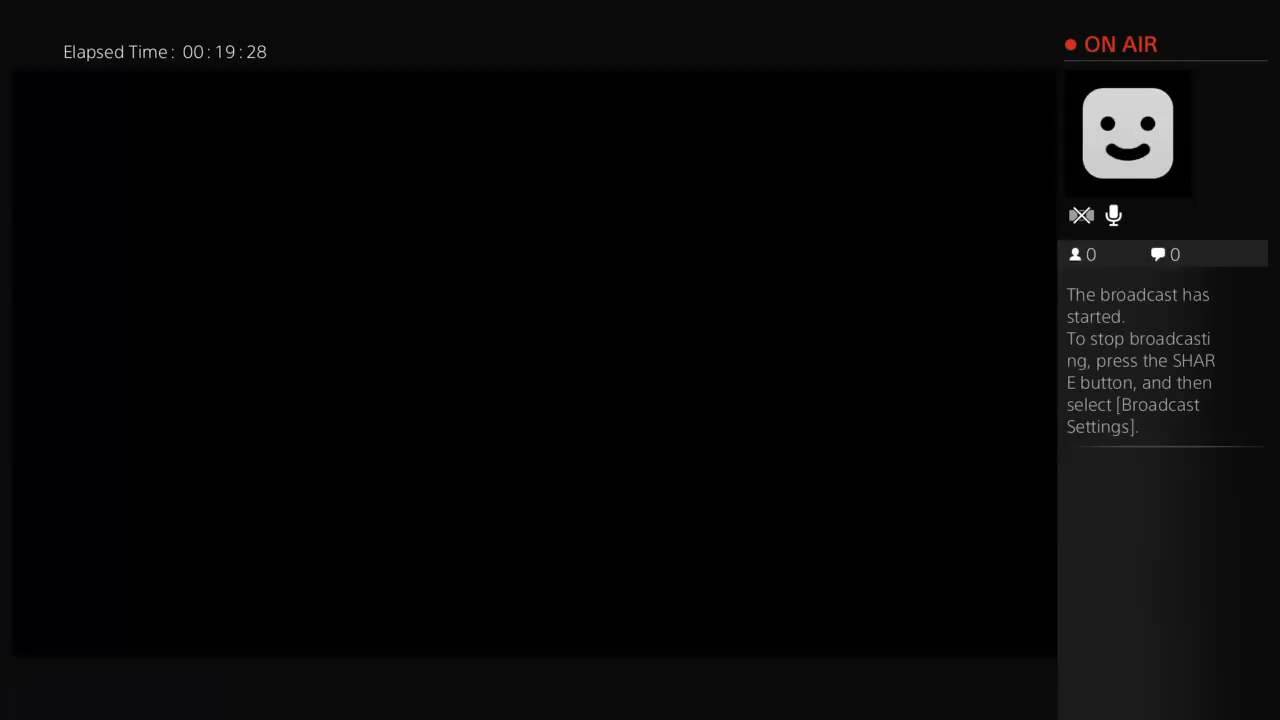 Elapsed Time: 00:19:28
ON AIR
0 0
The broadcast has
started.
To stop broadcasti
ng, press the SHAR
E button, and then
select [Broadcast
Settings].